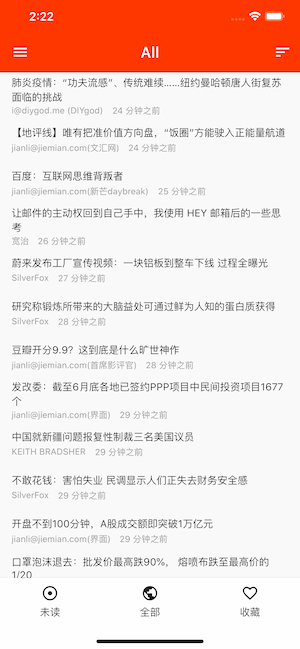 2:22
All
肺炎疫情：“功夫流感”、传统难续……纽约曼哈顿唐人街复苏
面临的挑战
i@diygod.me (DIYgod) 24 分钟之前
【地评线】唯有把准价值方向盘，“饭圈”方能驶入正能量航道
jianli@jiemian.com(文汇网) 24 分钟之前
百度：互联网思维背叛者
jianli@jiemian.com(新芒daybreak) 25 分钟之前
让邮件的主动权回到自己手中，我使用 HEY 邮箱后的一些思
考
宽治 26 分钟之前
蔚来发布工厂宣传视频：一块铝板到整车下线 过程全曝光
SilverFox 27 分钟之前
研究称锻炼所带来的大脑益处可通过鲜为人知的蛋白质获得
SilverFox 28 分钟之前
豆瓣开分9.9？这到底是什么旷世神作
jianli@jiemian.com(首席影评官) 28 分钟之前
发改委：截至6月底各地已签约PPP项目中民间投资项目1677
个
jianli@jiemian.com(界面) 29 分钟之前
中国就新疆问题报复性制裁三名美国议员
KEITH BRADSHER 29 分钟之前
不敢花钱：害怕失业 民调显示人们正失去财务安全感
SilverFox 29 分钟之前
开盘不到100分钟，A股成交额即突破1万亿元
jianli@jiemian.com(界面) 29 分钟之前
口罩泡沫退去：批发价最高跌90%， 熔喷布跌至最高价的
1/20
未读
全部
收藏